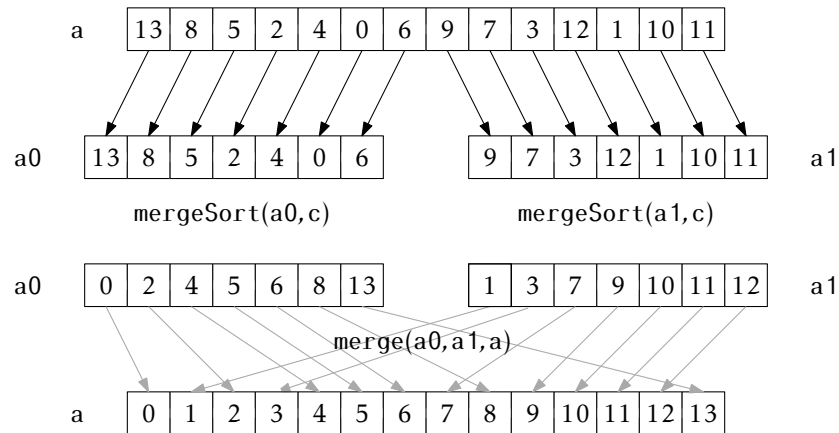 a 13 8 5 2 4 0 6 9 7 3 12 1 10 11
a0 13 8 5 2 4 0 6 9 7 3 12 1 10 11 a1
mergeSort(a0,c) mergeSort(a1,c)
a0 0 2 4 5 6 8 13 1 3 7 9 10 11 12 a1
merge(a0,a1,a)
a 0 1 2 3 4 5 6 7 8 9 10 11 12 13